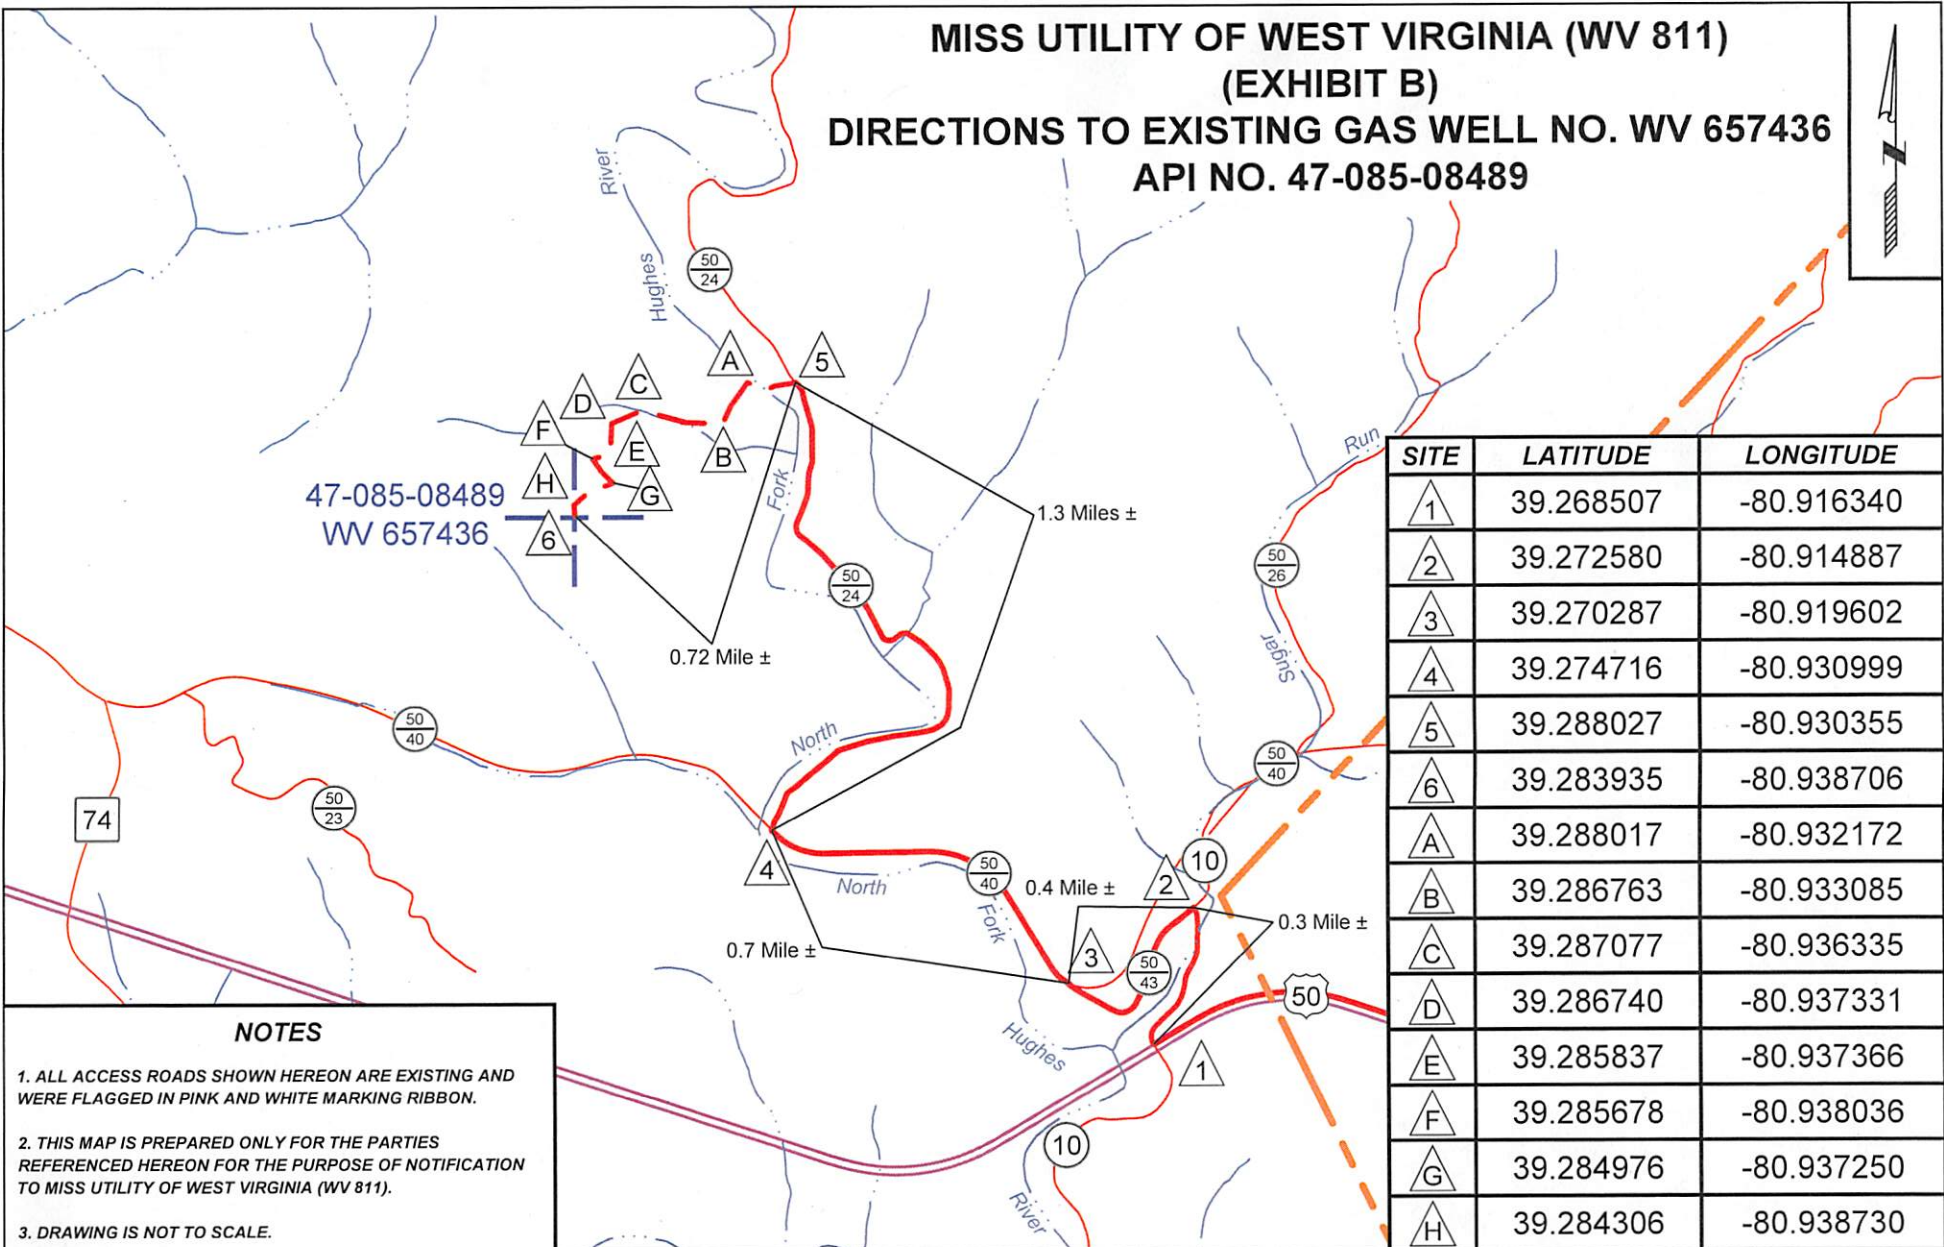 MISS UTILITY OF WEST VIRGINIA (WV 811)
(EXHIBIT B)
DIRECTIONS TO EXISTING GAS WELL NO. WV 657436
API NO. 47-085-08489
N
River
Hughes
50
24
A
5
C
D
F
E
B
H
G
47-085-08489
WV 657436
6
Fork
1.3 Miles ±
Run
50
24
50
26
0.72 Mile ±
Sugar
50
40
North
50
40
74
50
23
10
4
North
50
40
0.4 Mile ±
2
Fork
0.3 Mile ±
0.7 Mile ±
3
50
43
50
Hughes
1
10
River
SITE LATITUDE LONGITUDE
1 39.268507 -80.916340
2 39.272580 -80.914887
3 39.270287 -80.919602
4 39.274716 -80.930999
5 39.288027 -80.930355
6 39.283935 -80.938706
A 39.288017 -80.932172
B 39.286763 -80.933085
C 39.287077 -80.936335
D 39.286740 -80.937331
E 39.285837 -80.937366
F 39.285678 -80.938036
G 39.284976 -80.937250
H 39.284306 -80.938730
NOTES
1. ALL ACCESS ROADS SHOWN HEREON ARE EXISTING AND
WERE FLAGGED IN PINK AND WHITE MARKING RIBBON.
2. THIS MAP IS PREPARED ONLY FOR THE PARTIES
REFERENCED HEREON FOR THE PURPOSE OF NOTIFICATION
TO MISS UTILITY OF WEST VIRGINIA (WV 811).
3. DRAWING IS NOT TO SCALE.